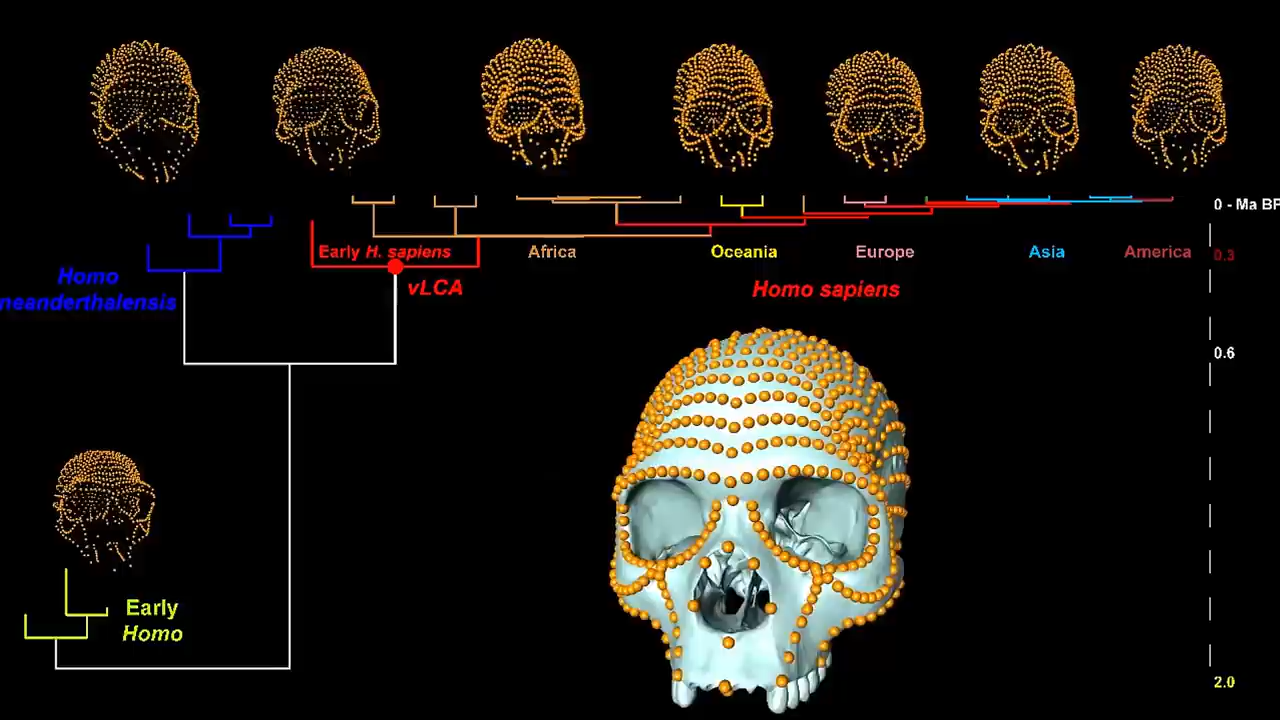 0 - Ma BP
Early H. sapiens
Africa
Oceania
Europe
Asia
America
0.3
Homo
neanderthalensis
vLCA
Homo sapiens
0.6
Early
Homo
2.0